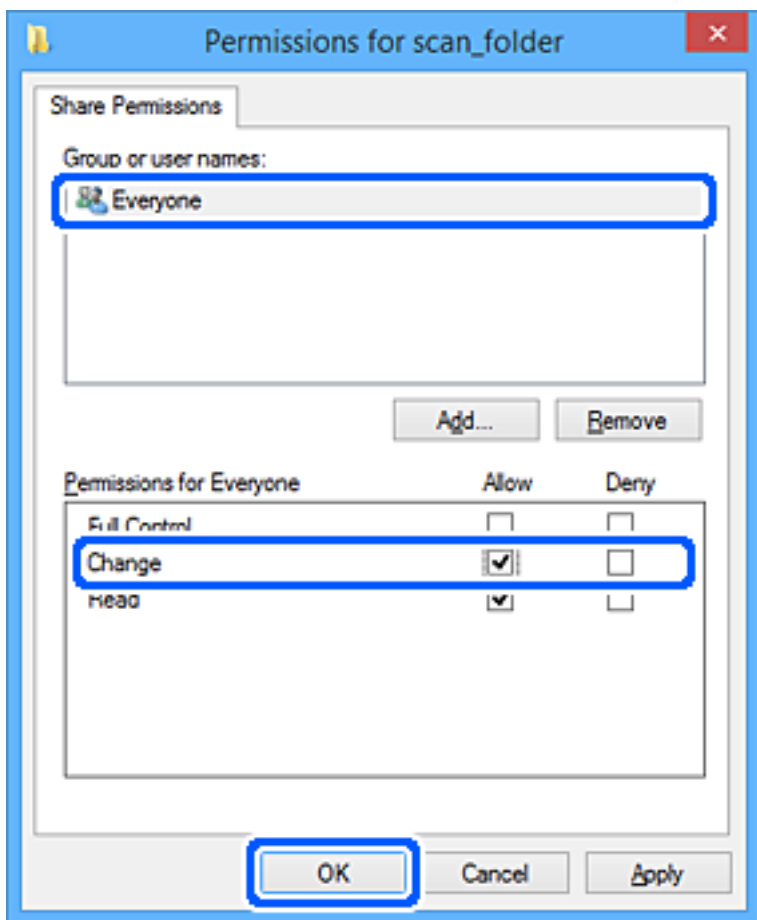 Permissions for scan_folder
Share Permissions
Group or user names:
Everyone
Add...
Remove
Permissions for Everyone
Allow
Deny
Full Control
Change
Read
OK
Cancel
Apply